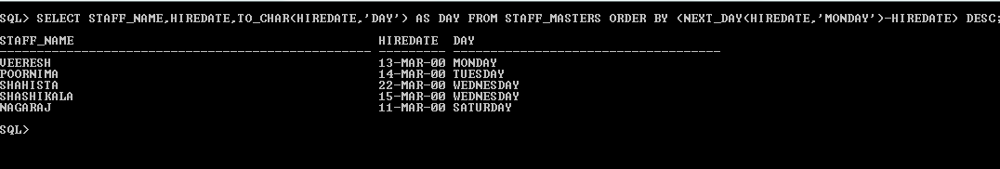 SQL> SELECT STAFF_NAME,HIREDATE,TO_CHAR(HIREDATE,'DAY') AS DAY FROM STAFF_MASTERS ORDER BY (NEXT_DAY(HIREDATE,'MONDAY')-HIREDATE) DESC;
STAFF_NAME HIREDATE DAY
-------------------------------------------------- --------- ------------------------------------
VEERESH 13-MAR-00 MONDAY
POORNIMA 14-MAR-00 TUESDAY
SHAHISTA 22-MAR-00 WEDNESDAY
SHASHIKALA 15-MAR-00 WEDNESDAY
NAGARAJ 11-MAR-00 SATURDAY
SQL>